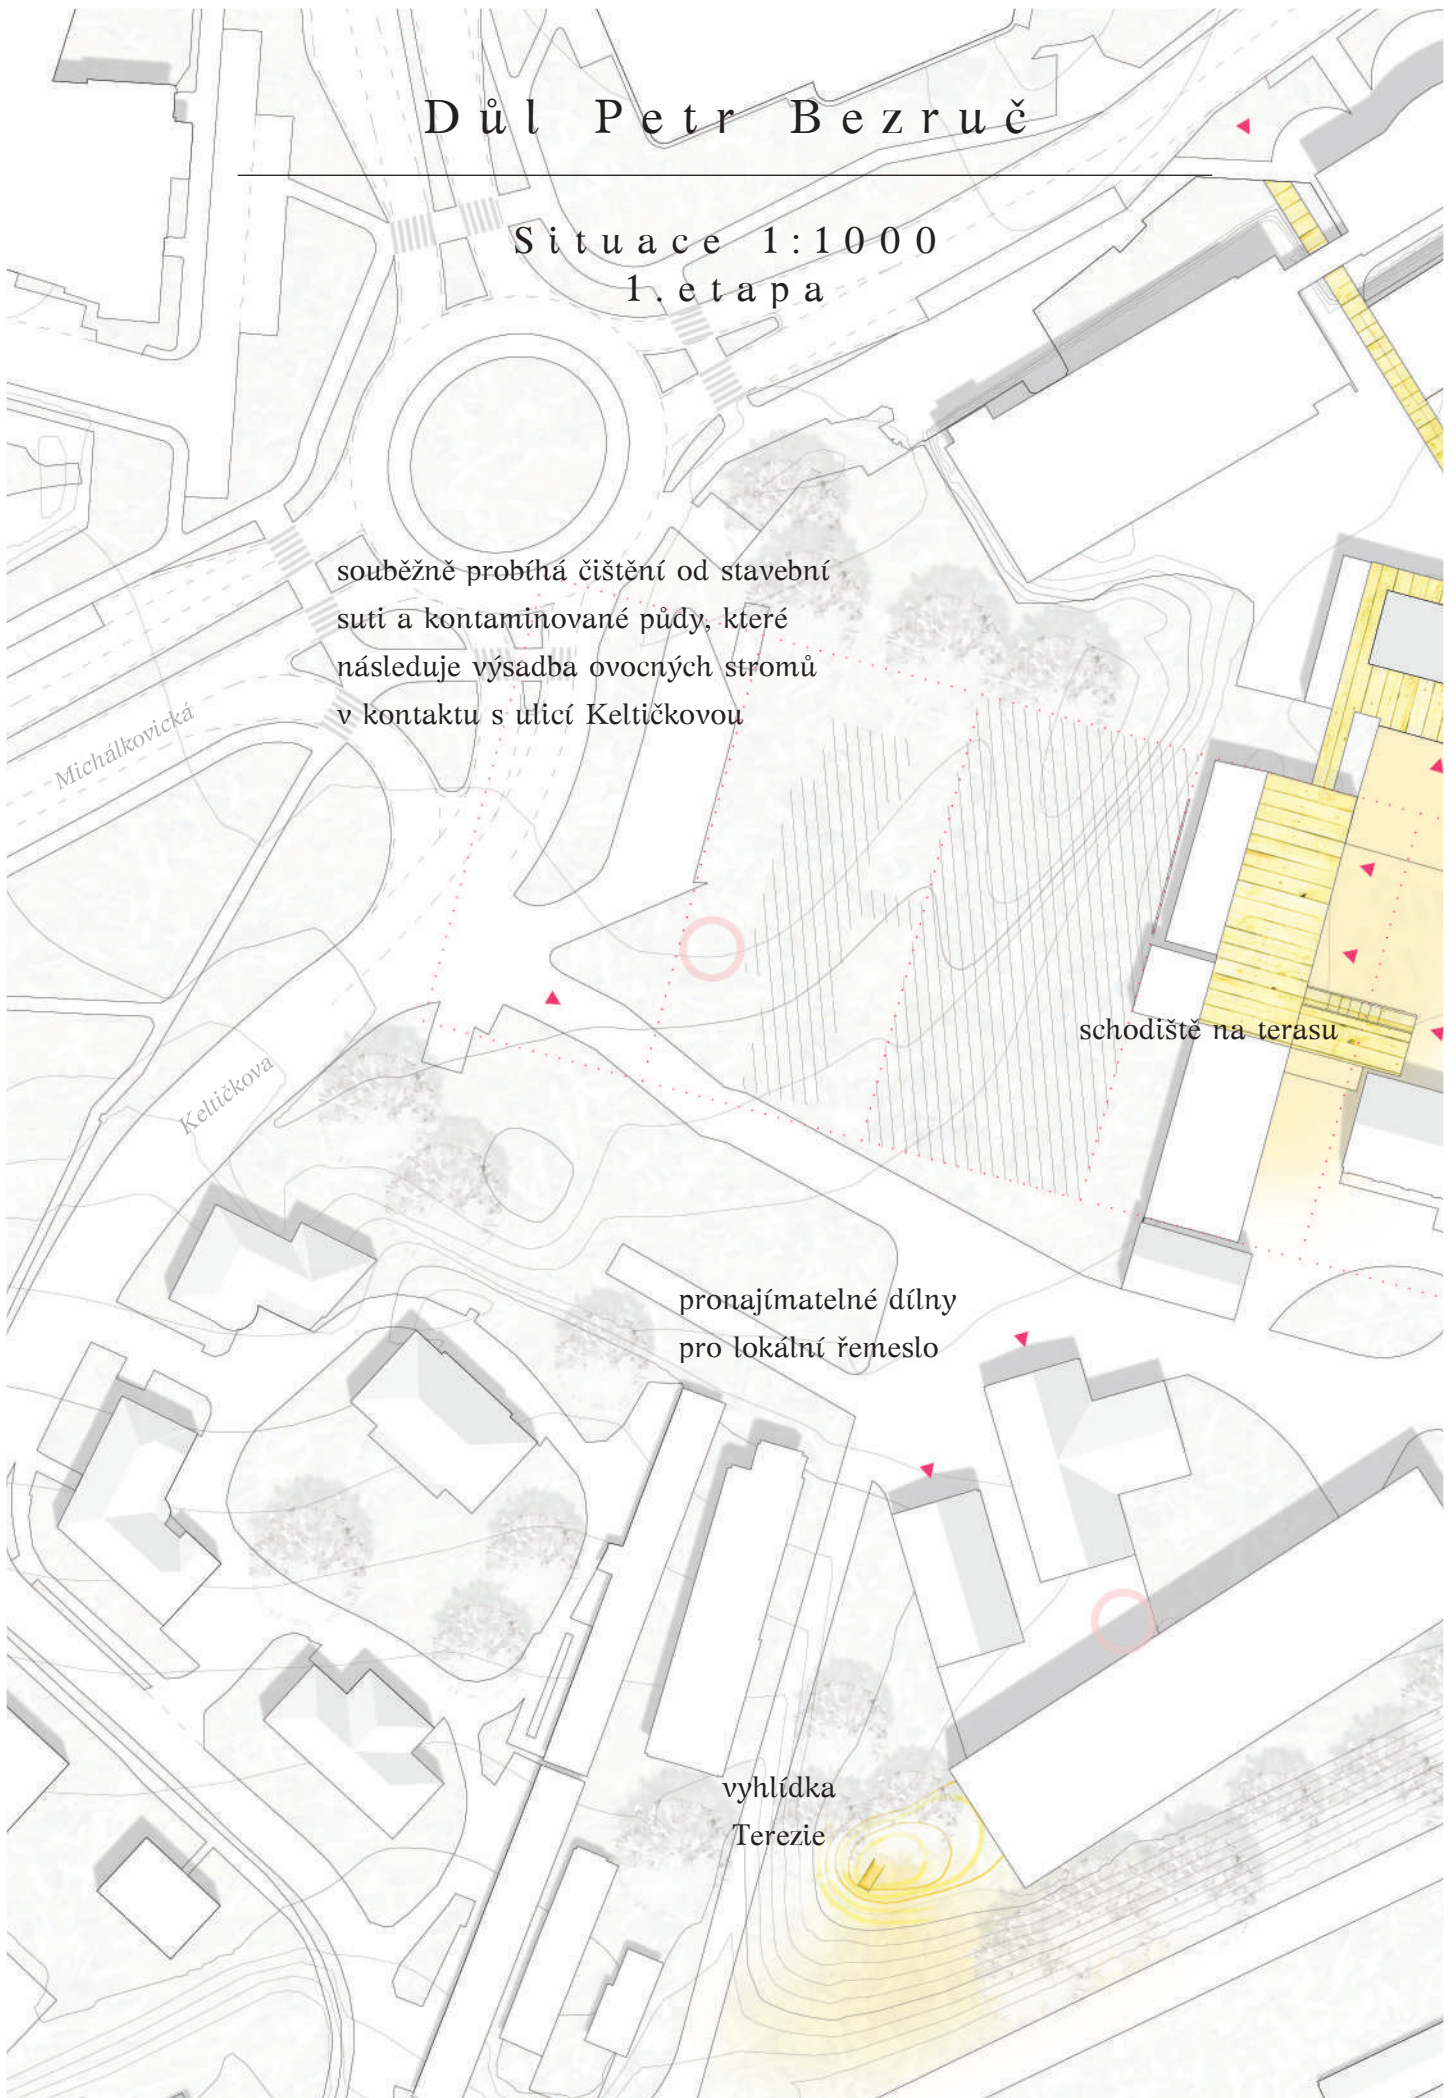 Důl Petr Bezruč
Situace 1:1000
1.etapa
souběžně probíhá čištění od stavební
suti a kontaminované půdy, které
následuje výsadba ovocných stromů
v kontaktu s ulicí Keltičkovou
Michálkovická
schodiště na terasu
Keltičkova
pronajímatelné dílny
pro lokální řemeslo
vyhlídka
Terezie